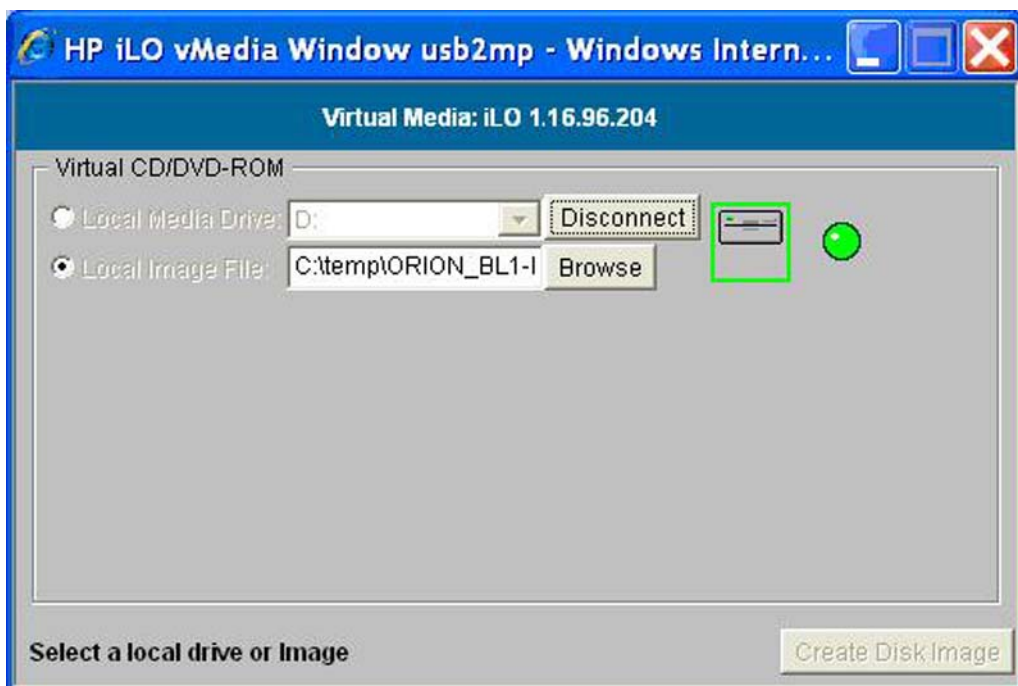 HP iLO vMedia Window usb2mp - Windows Intern...
Virtual Media: iLO 1.16.96.204
Virtual CD/DVD-ROM
Local Media Drive: D: Disconnect
Local Image File: C:\temp\ORION_BL1-I Browse
Select a local drive or Image Create Disk Image